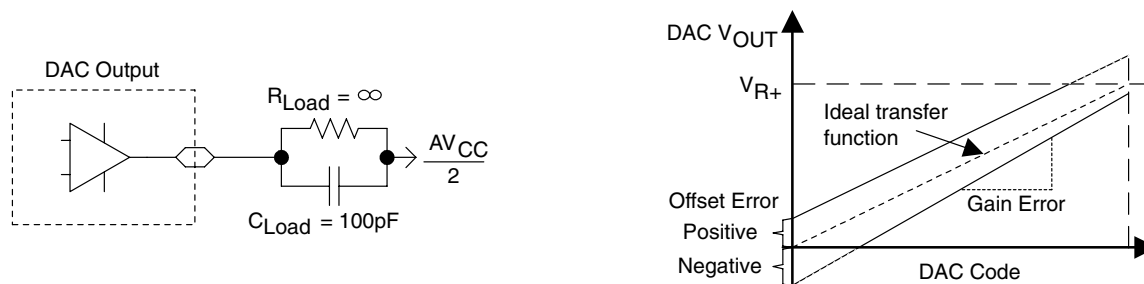 DAC Output
R_Load = ∞
AV_CC
2
C_Load = 100pF
DAC V_OUT
V_R+
Ideal transfer
function
Offset Error
Positive
Negative
Gain Error
DAC Code